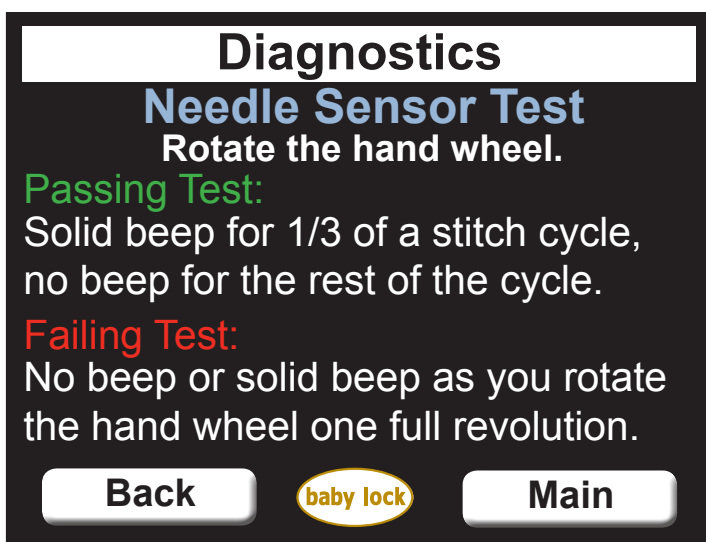 Diagnostics
Needle Sensor Test
Rotate the hand wheel.
Passing Test:
Solid beep for 1/3 of a stitch cycle,
no beep for the rest of the cycle.
Failing Test:
No beep or solid beep as you rotate
the hand wheel one full revolution.
Back
baby lock
Main